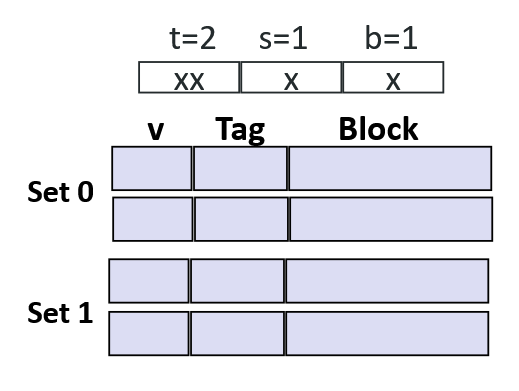 t=2 s=1 b=1
xx x x
v Tag Block
Set 0
Set 1